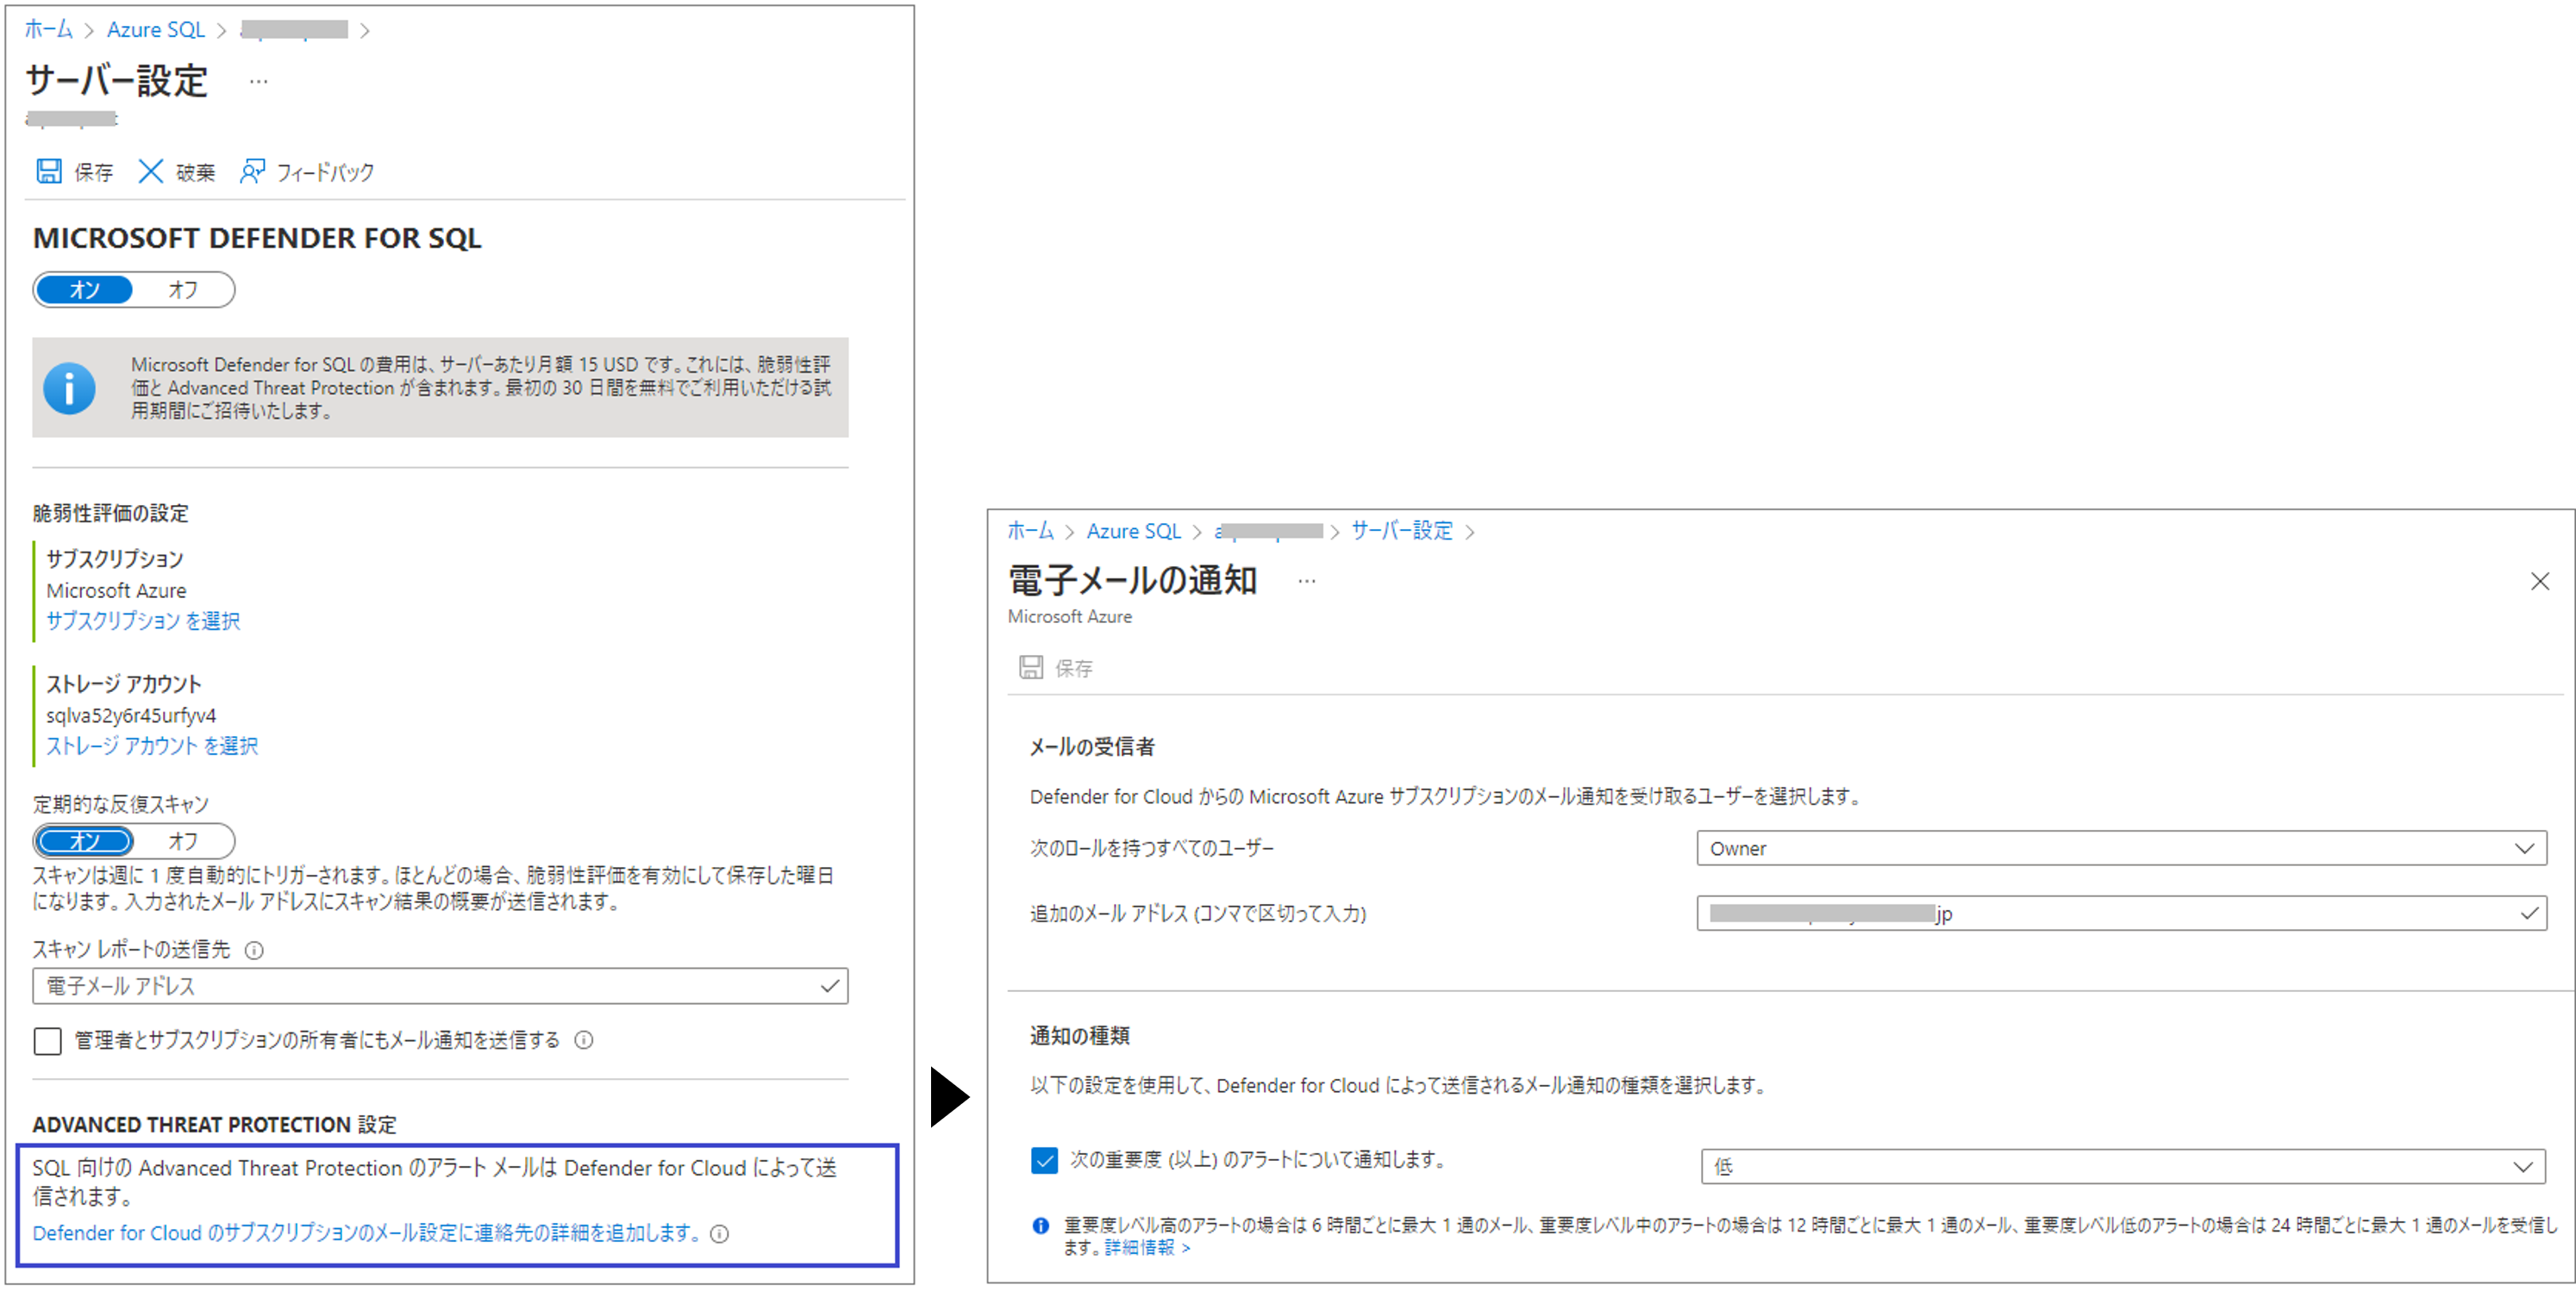 ホーム > Azure SQL > >
サーバー設定 …
保存 破棄 フィードバック
MICROSOFT DEFENDER FOR SQL
オン オフ
Microsoft Defender for SQL の費用は、サーバーあたり月額 15 USD です。これには、脆弱性評
価と Advanced Threat Protection が含まれます。最初の 30 日間を無料でご利用いただける試
用期間にご招待いたします。
脆弱性評価の設定
サブスクリプション
Microsoft Azure
サブスクリプション を選択
ストレージ アカウント
sqlva52y6r45urfyv4
ストレージ アカウント を選択
定期的な反復スキャン
オン オフ
スキャンは週に 1 度自動的にトリガーされます。ほとんどの場合、脆弱性評価を有効にして保存した曜日
になります。入力されたメール アドレスにスキャン結果の概要が送信されます。
スキャン レポートの送信先
電子メール アドレス
管理者とサブスクリプションの所有者にもメール通知を送信する
ADVANCED THREAT PROTECTION 設定
SQL 向けの Advanced Threat Protection のアラート メールは Defender for Cloud によって送
信されます。
Defender for Cloud のサブスクリプションのメール設定に連絡先の詳細を追加します。
ホーム > Azure SQL > > サーバー設定 >
電子メールの通知 …
Microsoft Azure
保存
メールの受信者
Defender for Cloud からの Microsoft Azure サブスクリプションのメール通知を受け取るユーザーを選択します。
次のロールを持つすべてのユーザー
Owner
追加のメール アドレス (コンマで区切って入力)
jp
通知の種類
以下の設定を使用して、Defender for Cloud によって送信されるメール通知の種類を選択します。
次の重要度 (以上) のアラートについて通知します。
低
重要度レベル高のアラートの場合は 6 時間ごとに最大 1 通のメール、重要度レベル中のアラートの場合は 12 時間ごとに最大 1 通のメール、重要度レベル低のアラートの場合は 24 時間ごとに最大 1 通のメールを受信し
ます。詳細情報 >